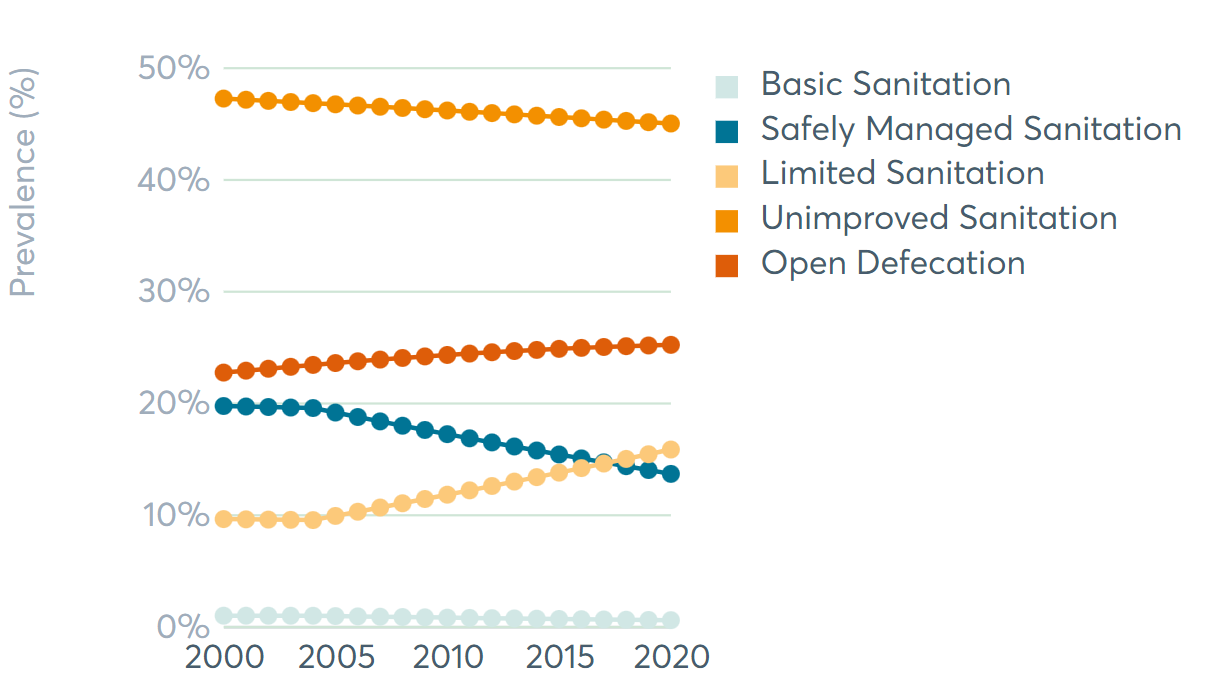 Prevalence (%)
50%
40%
30%
20%
10%
0%
2000 2005 2010 2015 2020
Basic Sanitation
Safely Managed Sanitation
Limited Sanitation
Unimproved Sanitation
Open Defecation